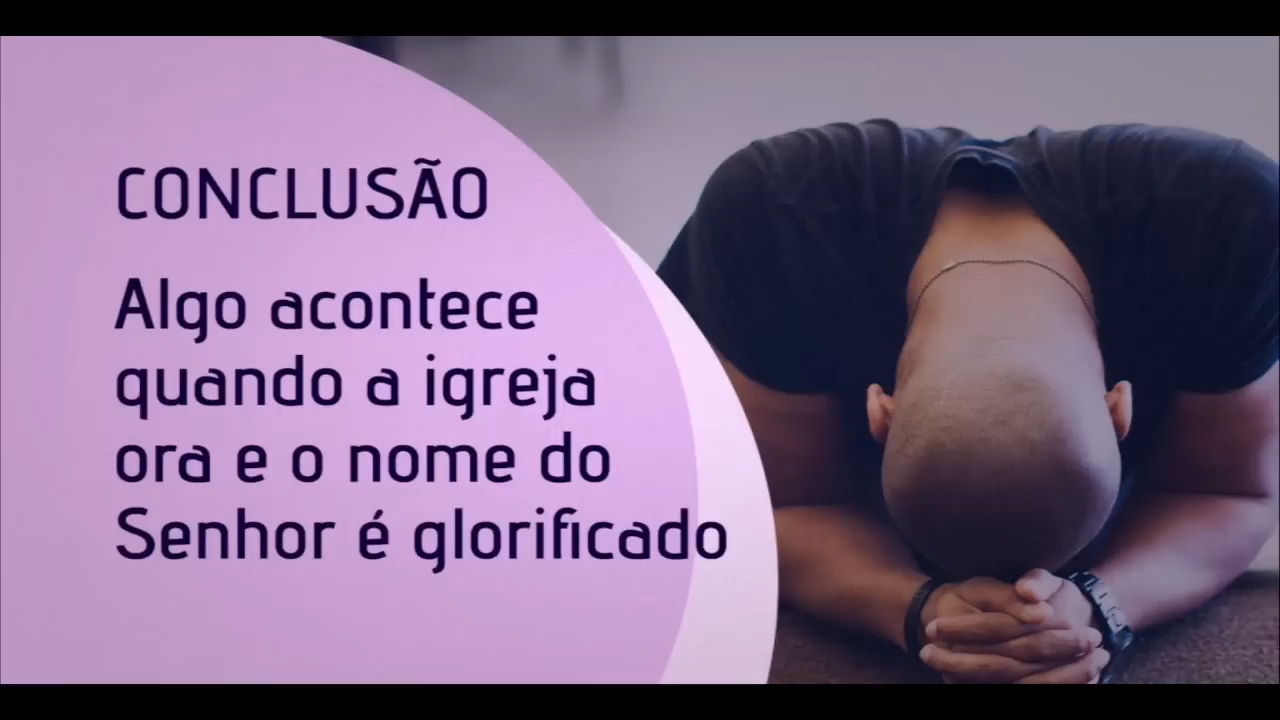 CONCLUSÃO
Algo acontece
quando a igreja
ora e o nome do
Senhor é glorificado